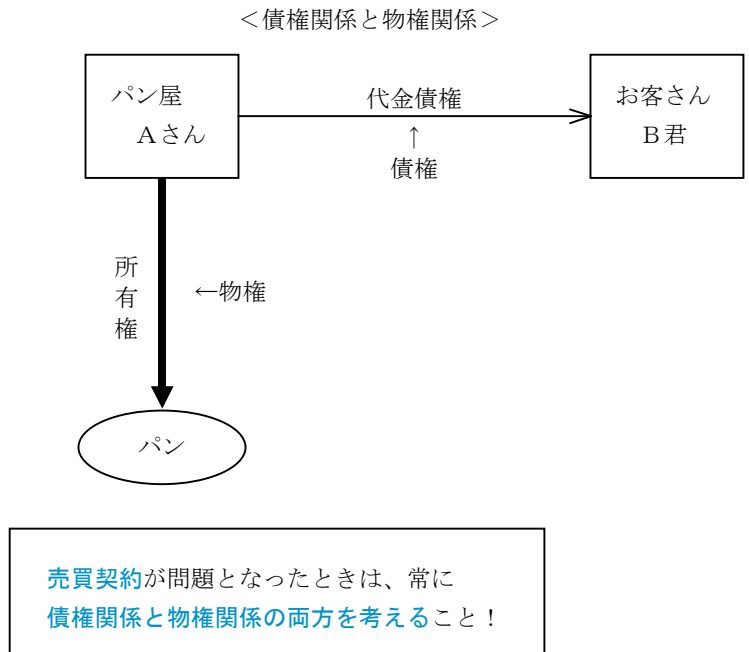 ＜債権関係と物権関係＞
パン屋
Ａさん
代金債権
↑
債権
お客さん
Ｂ君
所有権
←物権
パン
売買契約が問題となったときは、常に
債権関係と物権関係の両方を考えること！